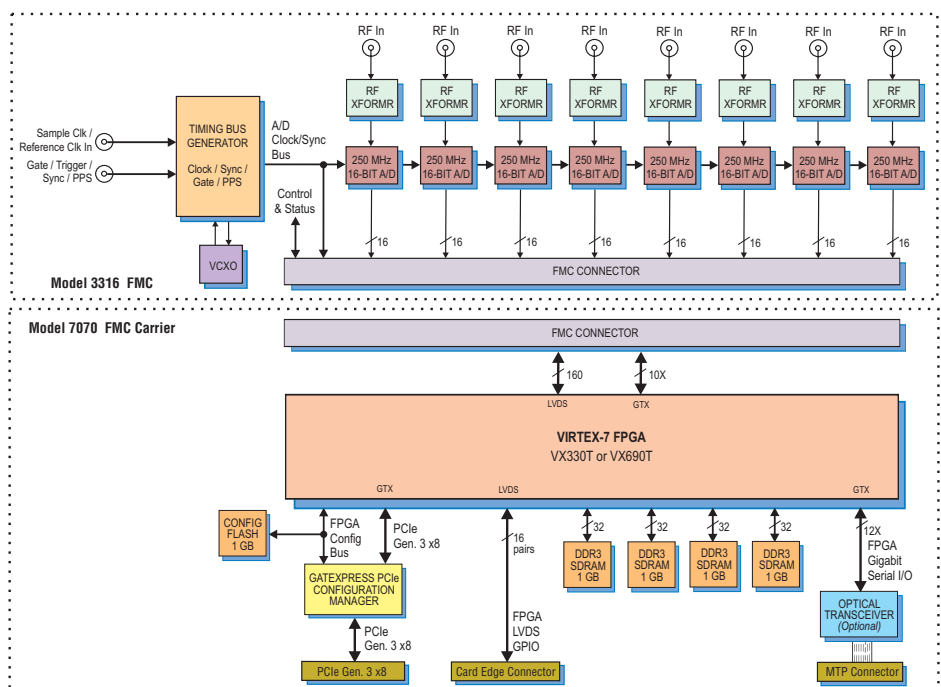 RF In RF In RF In RF In RF In RF In RF In RF In
RF XFORMR
RF XFORMR
RF XFORMR
RF XFORMR
RF XFORMR
RF XFORMR
RF XFORMR
RF XFORMR
Sample Clk /
Reference Clk In
Gate / Trigger /
Sync / PPS
TIMING BUS
GENERATOR
Clock / Sync /
Gate / PPS
A/D
Clock/Sync
Bus
250 MHz
16-BIT A/D
250 MHz
16-BIT A/D
250 MHz
16-BIT A/D
250 MHz
16-BIT A/D
250 MHz
16-BIT A/D
250 MHz
16-BIT A/D
250 MHz
16-BIT A/D
250 MHz
16-BIT A/D
Control
& Status
16 16 16 16 16 16 16 16
VCXO
FMC CONNECTOR
Model 3316 FMC
Model 7070 FMC Carrier
FMC CONNECTOR
160
10X
LVDS
GTX
VIRTEX-7 FPGA
VX330T or VX690T
GTX
LVDS
GTX
CONFIG
FLASH
1 GB
FPGA
Config
Bus
PCIe
Gen. 3 x8
16
pairs
32 32 32 32
12X
FPGA
Gigabit
Serial I/O
DDR3
SDRAM
1 GB
DDR3
SDRAM
1 GB
DDR3
SDRAM
1 GB
DDR3
SDRAM
1 GB
GATEXPRESS PCIe
CONFIGURATION
MANAGER
OPTICAL
TRANSCEIVER
(Optional)
PCIe
Gen. 3 x8
FPGA
LVDS
GPIO
PCIe Gen. 3 x8
Card Edge Connector
MTP Connector